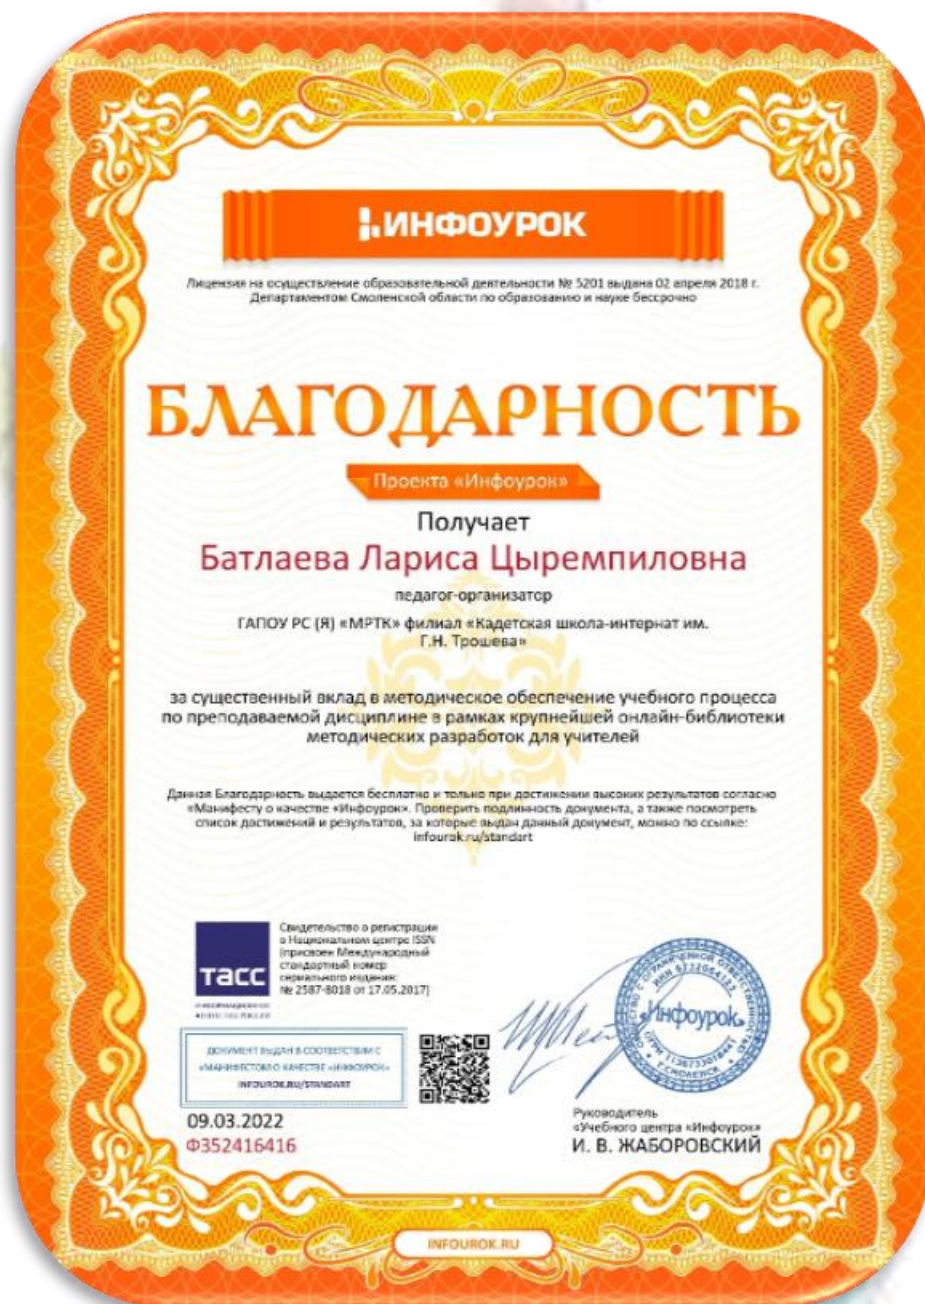 ИНФОУРОК
Лицензия на осуществление образовательной деятельности № 5201 выдана 02 апреля 2018 г.
Департаментом Смоленской области по образованию и науке бессрочно
БЛАГОДАРНОСТЬ
Проекта «Инфоурок»
Получает
Батлаева Лариса Цыремпиловна
педагог-организатор
ГАПОУ РС (Я) «МРТК» филиал «Кадетская школа-интернат им.
Г.Н. Трошева»
за существенный вклад в методическое обеспечение учебного процесса
по преподаваемой дисциплине в рамках крупнейшей онлайн-библиотеки
методических разработок для учителей
Данная Благодарность выдается бесплатно и только при достижении высоких результатов согласно
«Манифесту о качестве «Инфоурок». Проверить подлинность документа, а также посмотреть
список достижений и результатов, за которые выдан данный документ, можно по ссылке:
infourok.ru/standart
ТАСС
Свидетельство о регистрации
в Национальном центре ISSN
(присвоен Международный
стандартный номер
сериального издания:
№ 2587-8018 от 17.05.2017)
ДОКУМЕНТ ВЫДАН В СООТВЕТСТВИИ С
«МАНИФЕСТОМ О КАЧЕСТВЕ «ИНФОУРОК»
INFOUROK.RU/STANDART
09.03.2022
Ф352416416
«Инфоурок»
Руководитель
«Учебного центра «Инфоурок»
И. В. ЖАБОРОВСКИЙ
INFOUROK.RU